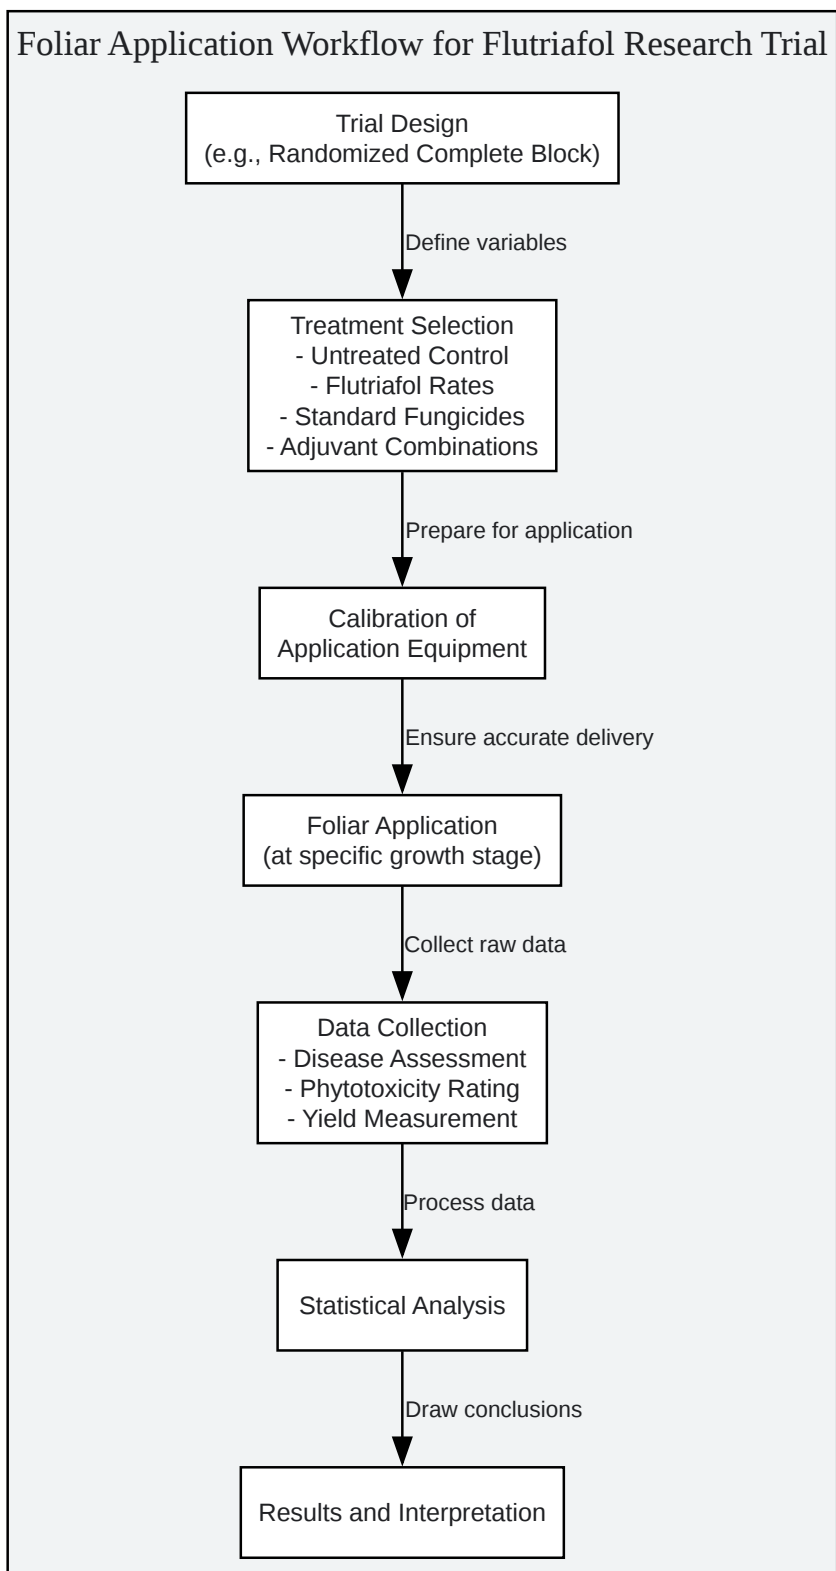 Foliar Application Workflow for Flutriafol Research Trial
Trial Design
(e.g., Randomized Complete Block)
Define variables
Treatment Selection
- Untreated Control
- Flutriafol Rates
- Standard Fungicides
- Adjuvant Combinations
Prepare for application
Calibration of
Application Equipment
Ensure accurate delivery
Foliar Application
(at specific growth stage)
Collect raw data
Data Collection
- Disease Assessment
- Phytotoxicity Rating
- Yield Measurement
Process data
Statistical Analysis
Draw conclusions
Results and Interpretation